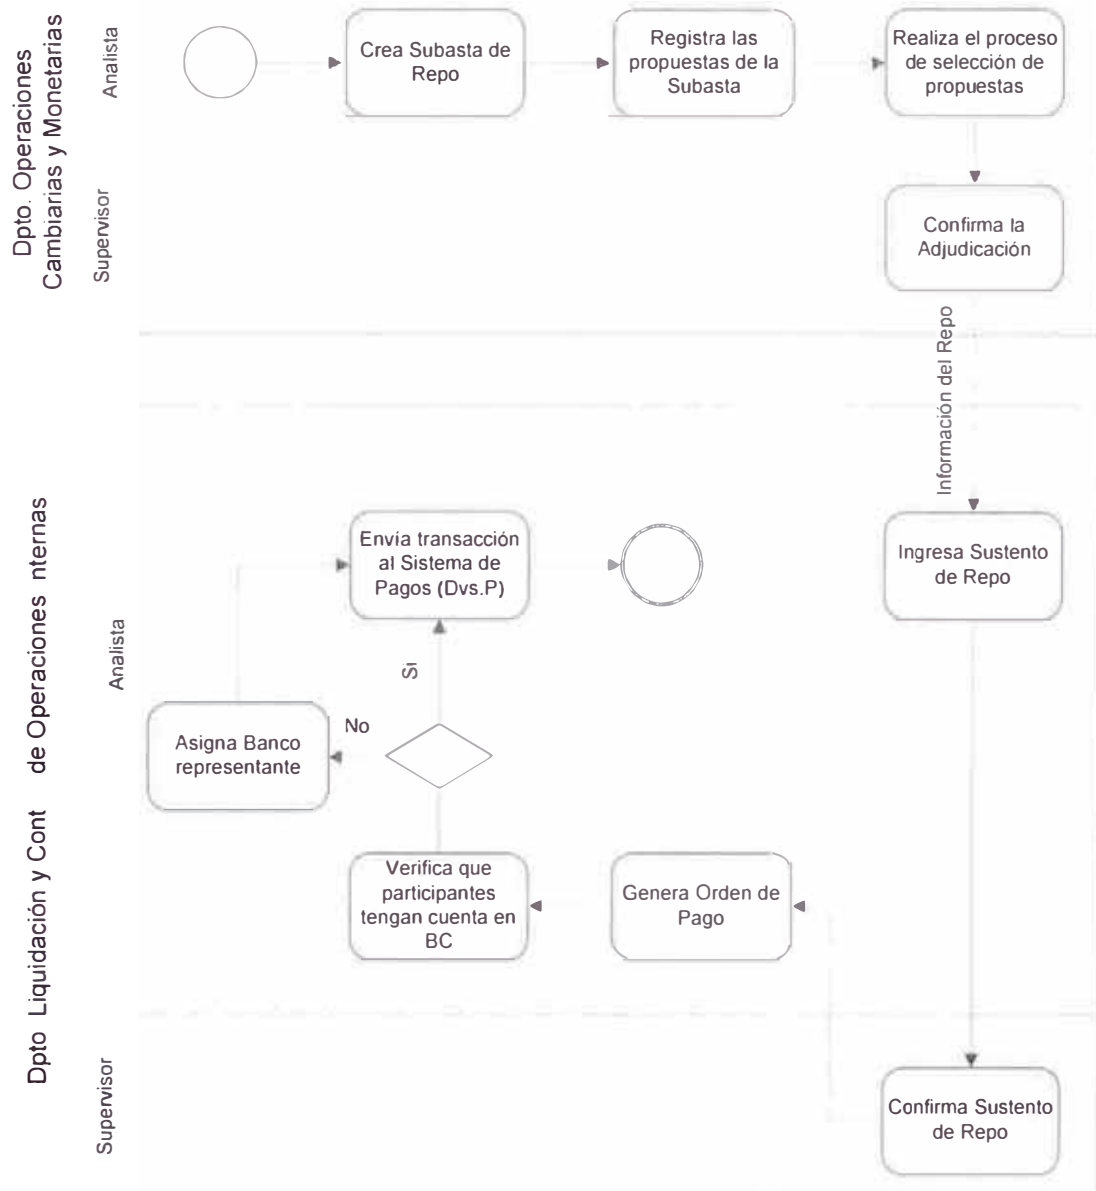 Dpto. Operaciones
Cambiarias y Monetarias
Analista
Supervisor
Crea Subasta de
Repo
Registra las
propuestas de la
Subasta
Realiza el proceso
de selección de
propuestas
Confirma la
Adjudicación
Información del Repo
Dpto Liquidación y Cont de Operaciones nternas
Analista
Supervisor
Envía transacción
al Sistema de
Pagos (Dvs.P)
Ingresa Sustento
de Repo
Si
No
Asigna Banco
representante
Verifica que
participantes
tengan cuenta en
BC
Genera Orden de
Pago
Confirma Sustento
de Repo